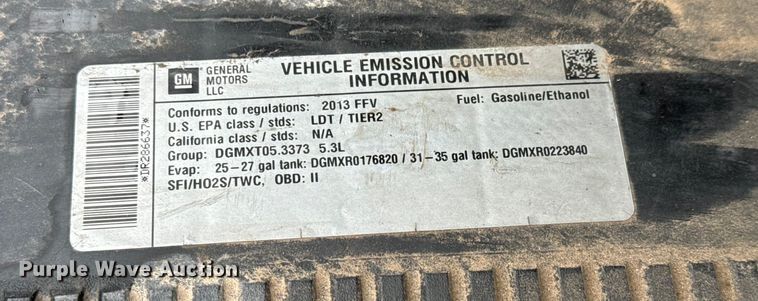 GM
GENERAL
MOTORS
LLC
VEHICLE EMISSION CONTROL
INFORMATION
Conforms to regulations: 2013 FFV
Fuel: Gasoline/Ethanol
U.S. EPA class / stds: LDT / TIER2
California class / stds: N/A
Group: DGMXT05.3373 5.3L
Evap: 25-27 gal tank: DGMXR0176820 / 31-35 gal tank: DGMXR0223840
SFI/HO2S/TWC, OBD: II
*DR286637*
Purple Wave Auction